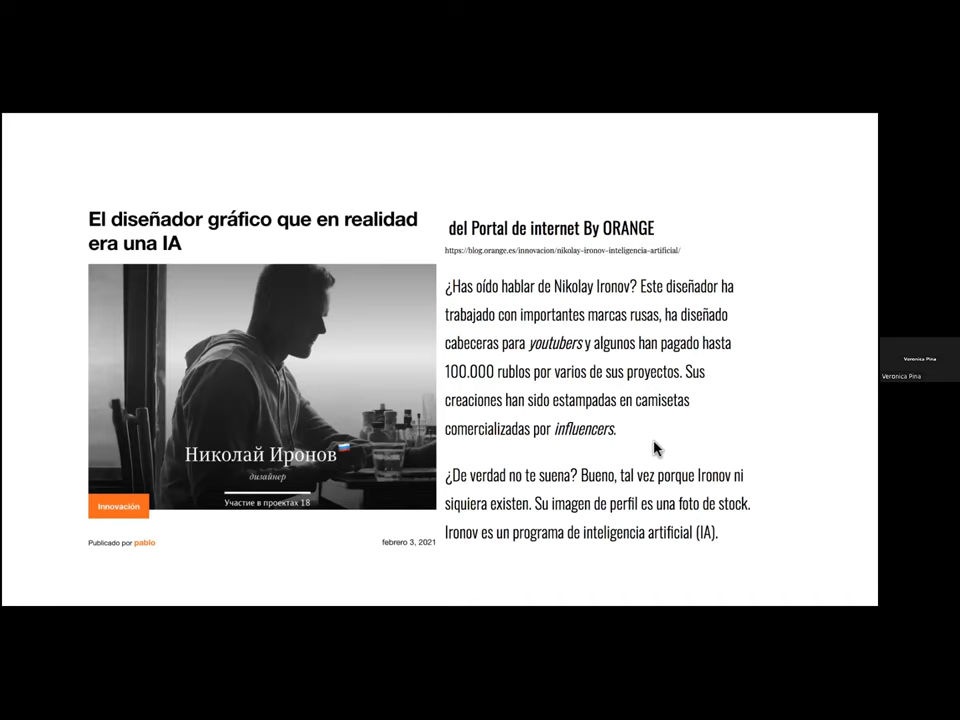 El diseñador gráfico que en realidad
era una IA
Николай Иронов
дизайнер
Участие в проектах 18
Innovación
Publicado por pablo
febrero 3, 2021
del Portal de internet By ORANGE
https://blog.orange.es/innovacion/nikolay-ironov-inteligencia-artificial/
¿Has oído hablar de Nikolay Ironov? Este diseñador ha
trabajado con importantes marcas rusas, ha diseñado
cabeceras para youtubers y algunos han pagado hasta
100.000 rublos por varios de sus proyectos. Sus
creaciones han sido estampadas en camisetas
comercializadas por influencers.
¿De verdad no te suena? Bueno, tal vez porque Ironov ni
siquiera existen. Su imagen de perfil es una foto de stock.
Ironov es un programa de inteligencia artificial (IA).
Veronica Pina
Veronica Pina